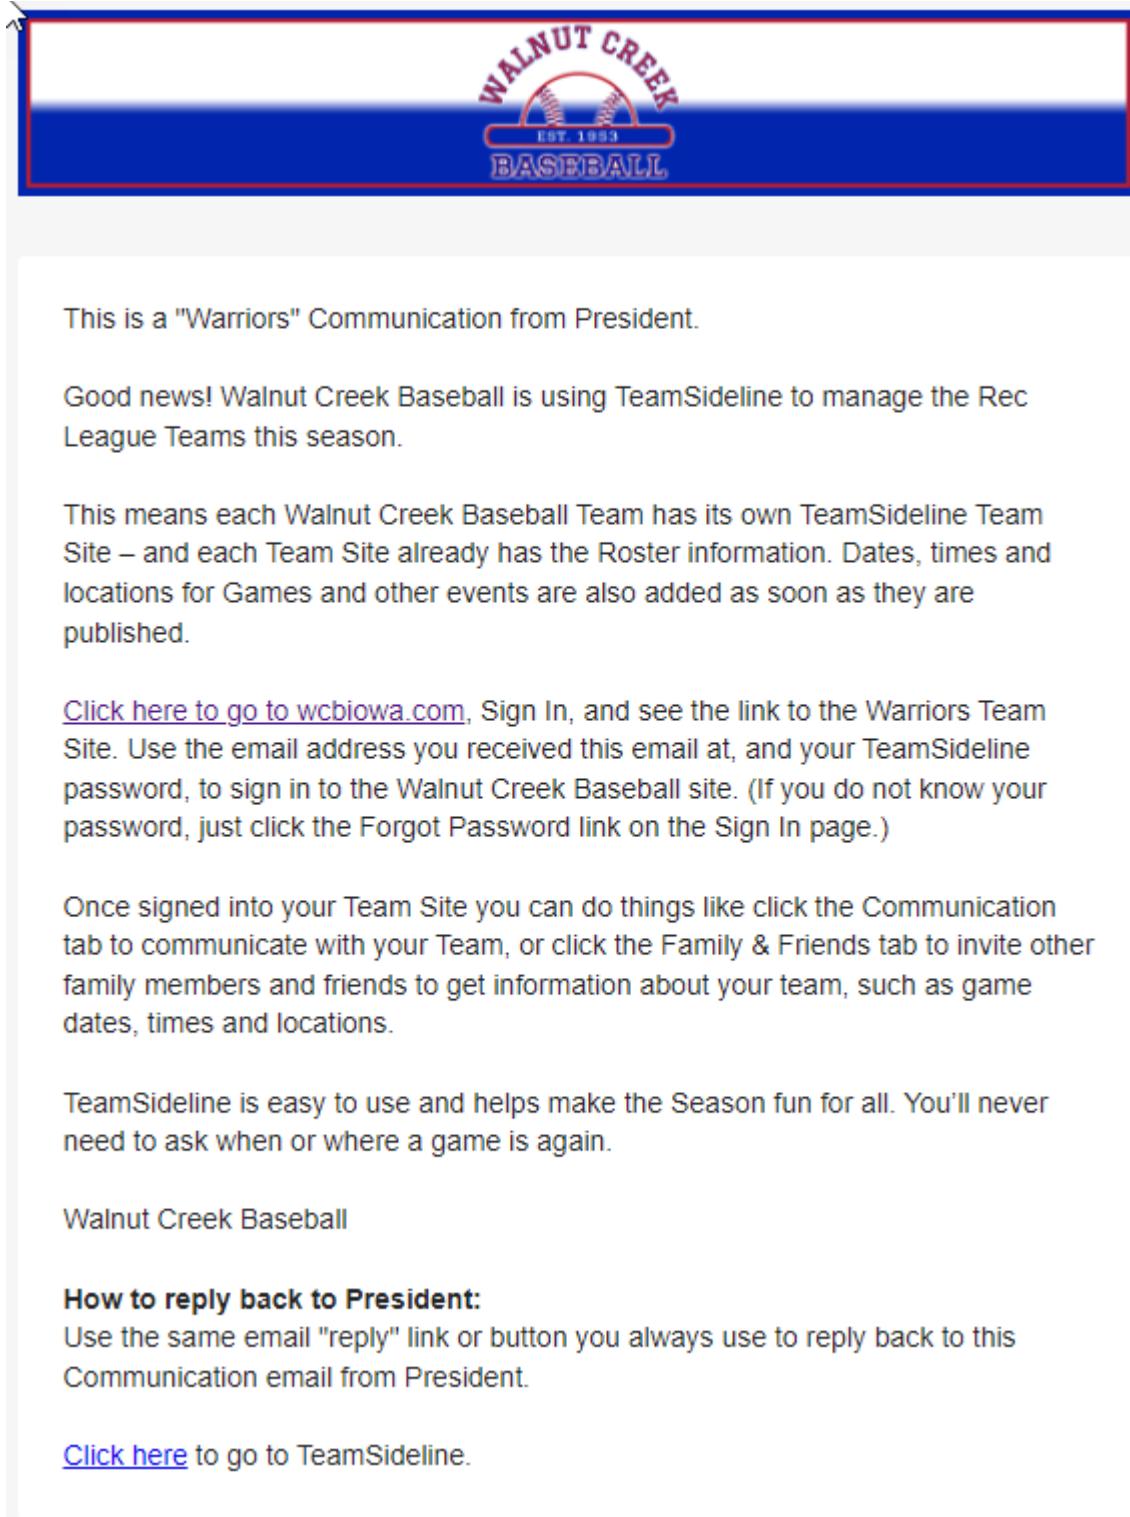 WALNUT CREEK
EST. 1953
BASEBALL
This is a "Warriors" Communication from President.
Good news! Walnut Creek Baseball is using TeamSideline to manage the Rec
League Teams this season.
This means each Walnut Creek Baseball Team has its own TeamSideline Team
Site – and each Team Site already has the Roster information. Dates, times and
locations for Games and other events are also added as soon as they are
published.
Click here to go to wcbiowa.com, Sign In, and see the link to the Warriors Team
Site. Use the email address you received this email at, and your TeamSideline
password, to sign in to the Walnut Creek Baseball site. (If you do not know your
password, just click the Forgot Password link on the Sign In page.)
Once signed into your Team Site you can do things like click the Communication
tab to communicate with your Team, or click the Family & Friends tab to invite other
family members and friends to get information about your team, such as game
dates, times and locations.
TeamSideline is easy to use and helps make the Season fun for all. You’ll never
need to ask when or where a game is again.
Walnut Creek Baseball
How to reply back to President:
Use the same email "reply" link or button you always use to reply back to this
Communication email from President.
Click here to go to TeamSideline.